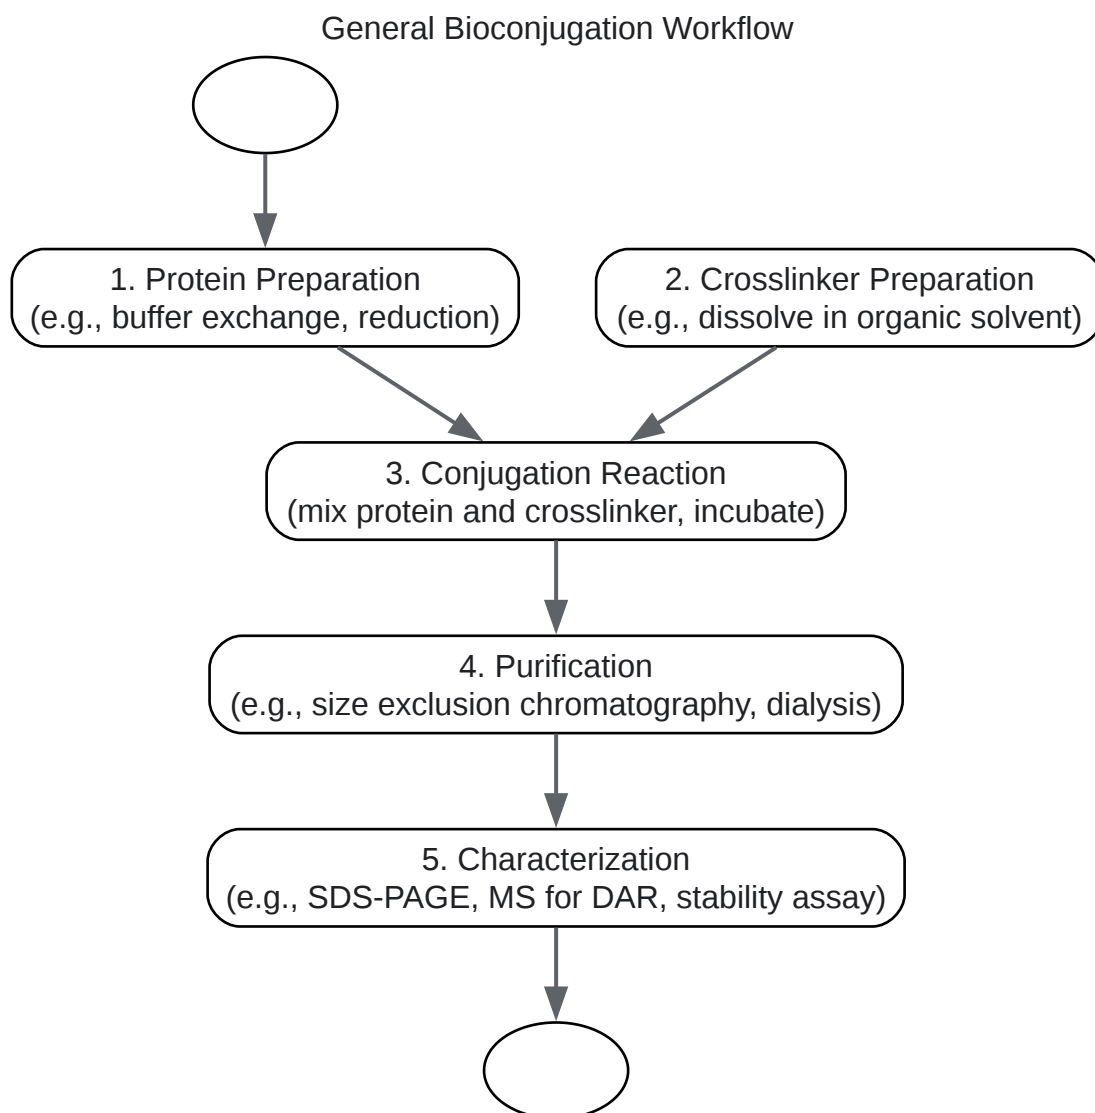 General Bioconjugation Workflow
1. Protein Preparation
(e.g., buffer exchange, reduction)
2. Crosslinker Preparation
(e.g., dissolve in organic solvent)
3. Conjugation Reaction
(mix protein and crosslinker, incubate)
4. Purification
(e.g., size exclusion chromatography, dialysis)
5. Characterization
(e.g., SDS-PAGE, MS for DAR, stability assay)